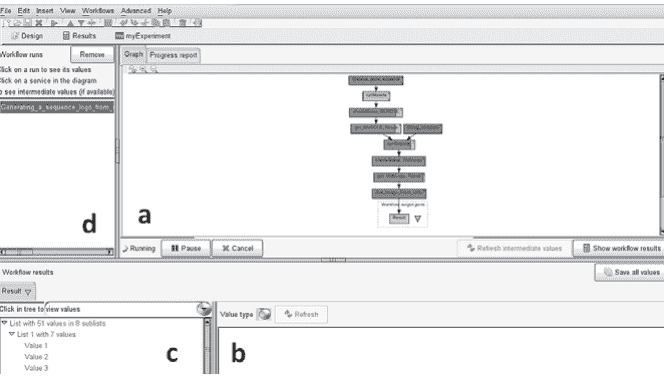 File Edit Insert View Workflows Advanced Help
Design Results myExperiment
Workflow runs Remove
Click on a run to see its values
Click on a service in the diagram
to see intermediate values (if available)
Generating_a_sequence_logo_from_
d
Graph Progress report
a
Workflow output ports
Result
Running Pause Cancel Refresh intermediate values Show workflow results
Workflow results
Save all values
Result
Click in tree to view values
List with 51 values in 8 sublists
List 1 with 7 values
Value 1
Value 2
Value 3
c
Value type Refresh
b